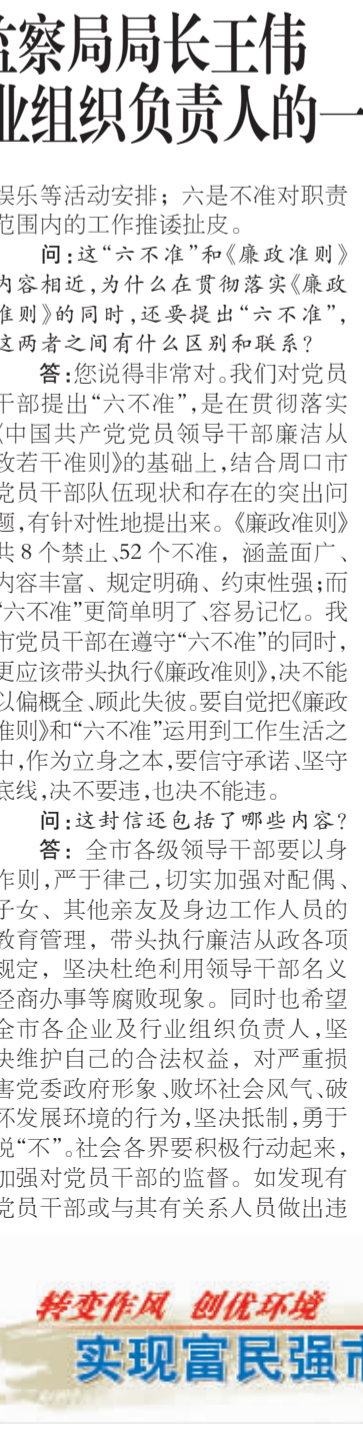 监察局局长王伟
业组织负责人的一
娱乐等活动安排；六是不准对职责
范围内的工作推诿扯皮。
问：这“六不准”和《廉政准则》
内容相近，为什么在贯彻落实《廉政
准则》的同时，还要提出“六不准”，
这两者之间有什么区别和联系？
答：您说得非常对。我们对党员
干部提出“六不准”，是在贯彻落实
《中国共产党党员领导干部廉洁从
政若干准则》的基础上，结合周口市
党员干部队伍现状和存在的突出问
题，有针对性地提出来。《廉政准则》
共8个禁止、52个不准，涵盖面广、
内容丰富、规定明确、约束性强；而
“六不准”更简单明了、容易记忆。我
市党员干部在遵守“六不准”的同时，
更应该带头执行《廉政准则》，决不能
以偏概全、顾此失彼。要自觉把《廉政
准则》和“六不准”运用到工作生活之
中，作为立身之本，要信守承诺、坚守
底线，决不要违，也决不能违。
问：这封信还包括了哪些内容？
答：全市各级领导干部要以身
作则，严于律己，切实加强对配偶、
子女、其他亲友及身边工作人员的
教育管理，带头执行廉洁从政各项
规定，坚决杜绝利用领导干部名义
经商办事等腐败现象。同时也希望
全市各企业及行业组织负责人，坚
决维护自己的合法权益，对严重损
害党委政府形象、败坏社会风气、破
坏发展环境的行为，坚决抵制，勇于
说“不”。社会各界要积极行动起来，
加强对党员干部的监督。如发现有
党员干部或与其有关系人员做出违
转变作风 创优环境
实现富民强市